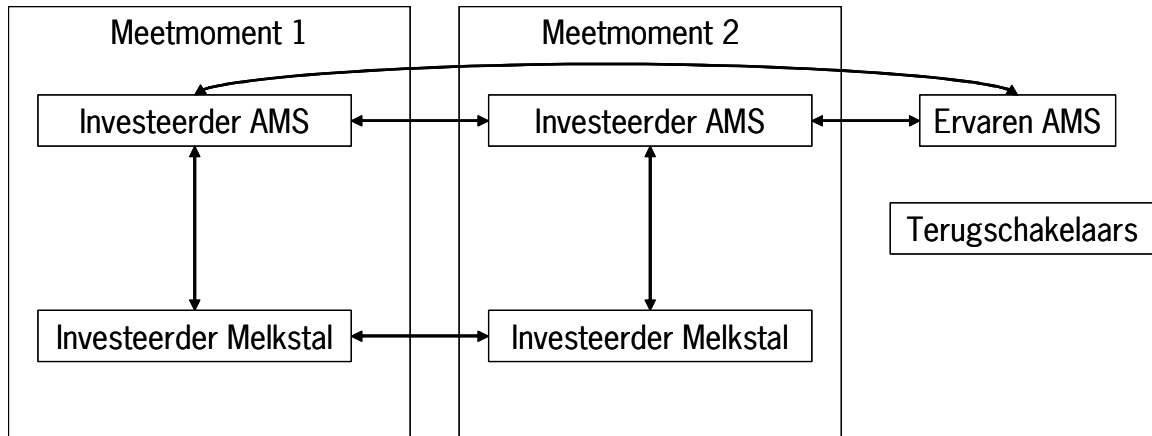 Meetmoment 1
Meetmoment 2
Investeerder AMS
Investeerder AMS
Ervaren AMS
Terugschakelaars
Investeerder Melkstal
Investeerder Melkstal